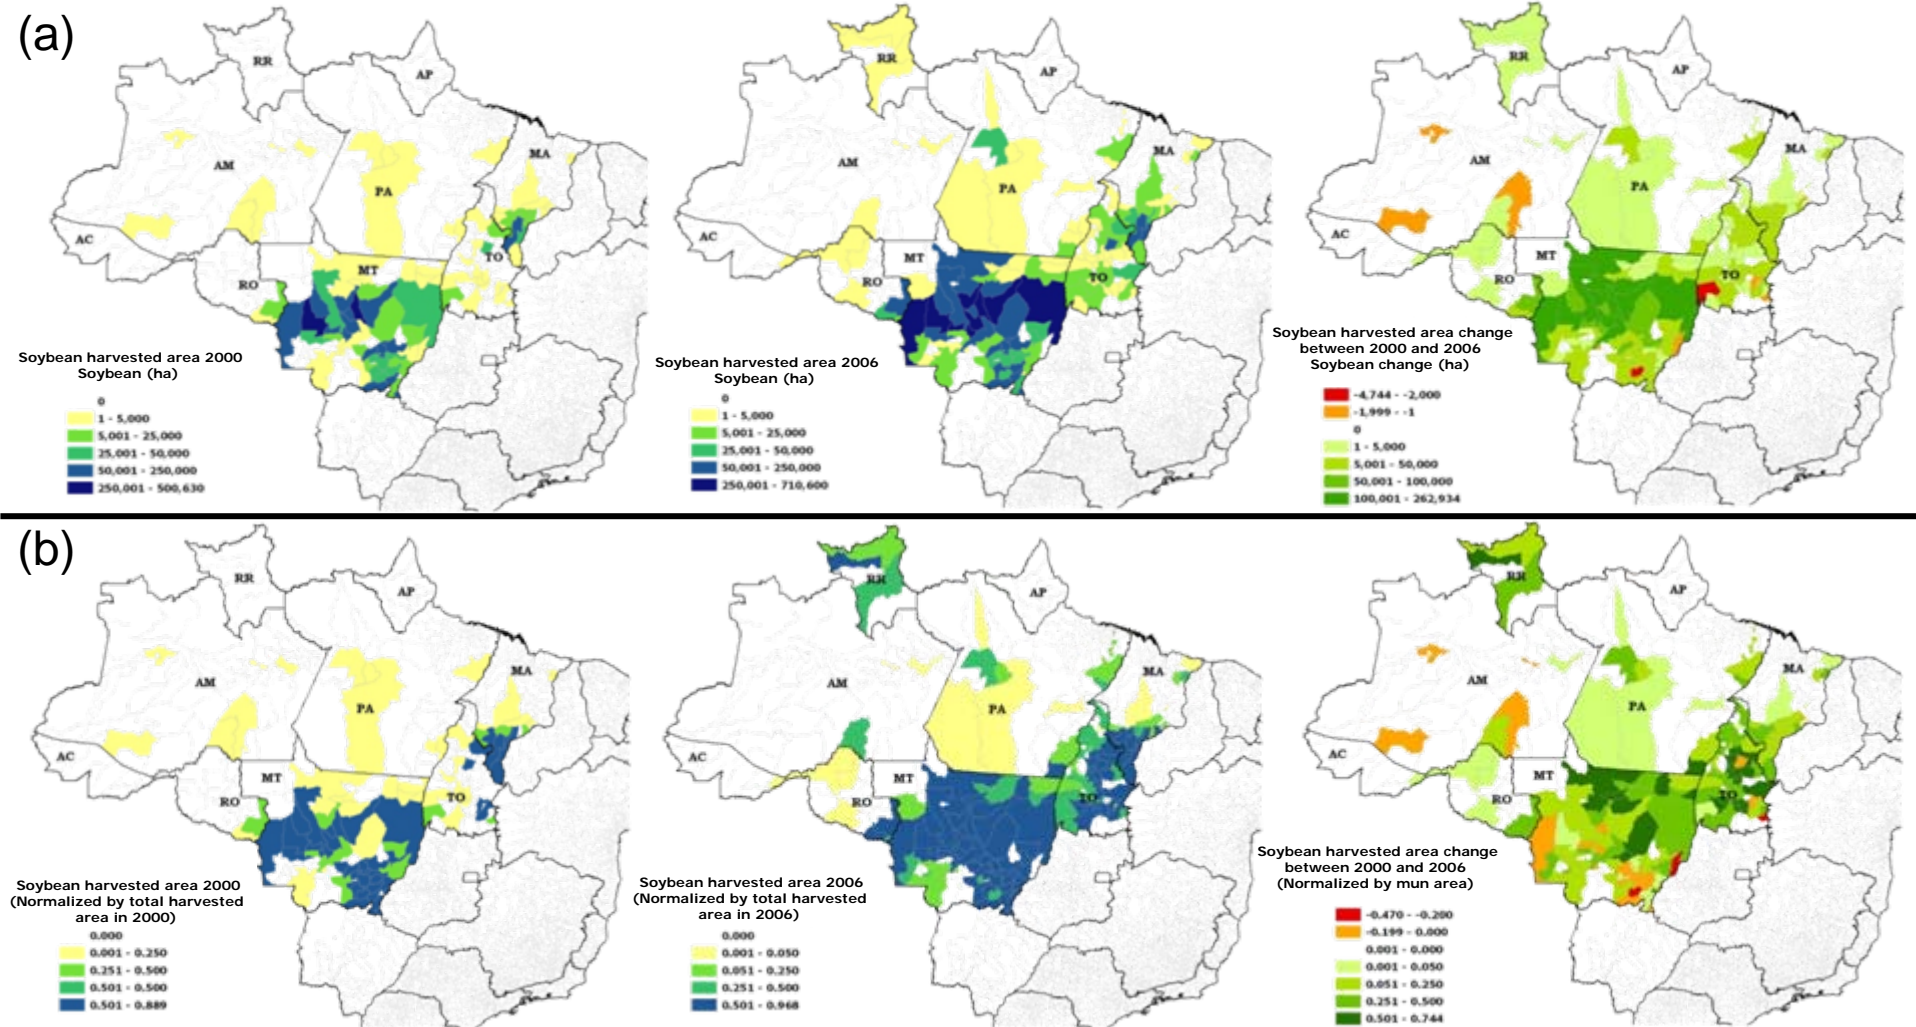 (a)
RR
AP
AM
PA
MA
AC
TO
MT
RO
Soybean harvested area 2000
Soybean (ha)
0
1 - 5,000
5,001 - 25,000
25,001 - 50,000
50,001 - 250,000
250,001 - 500,630
RR
AP
AM
MA
PA
AC
MT
TO
RO
Soybean harvested area 2006
Soybean (ha)
0
1 - 5,000
5,001 - 25,000
25,001 - 50,000
50,001 - 250,000
250,001 - 710,600
RR
AP
AM
MA
PA
AC
MT
TO
RO
Soybean harvested area change
between 2000 and 2006
Soybean change (ha)
-4,744 - -2,000
-1,999 - -1
0
1 - 5,000
5,001 - 50,000
50,001 - 100,000
100,001 - 262,934
(b)
RR
AP
AM
MA
PA
AC
MT
RO
TO
Soybean harvested area 2000
(Normalized by total harvested
area in 2000)
0.000
0.001 - 0.250
0.251 - 0.500
0.501 - 0.500
0.501 - 0.889
RR
AP
AM
MA
PA
AC
MT
RO
TO
Soybean harvested area 2006
(Normalized by total harvested
area in 2006)
0.000
0.001 - 0.050
0.051 - 0.250
0.251 - 0.500
0.501 - 0.968
RR
AP
AM
MA
PA
AC
MT
RO
TO
Soybean harvested area change
between 2000 and 2006
(Normalized by mun area)
-0.470 - -0.200
-0.199 - 0.000
0.001 - 0.000
0.001 - 0.050
0.051 - 0.250
0.251 - 0.500
0.501 - 0.744